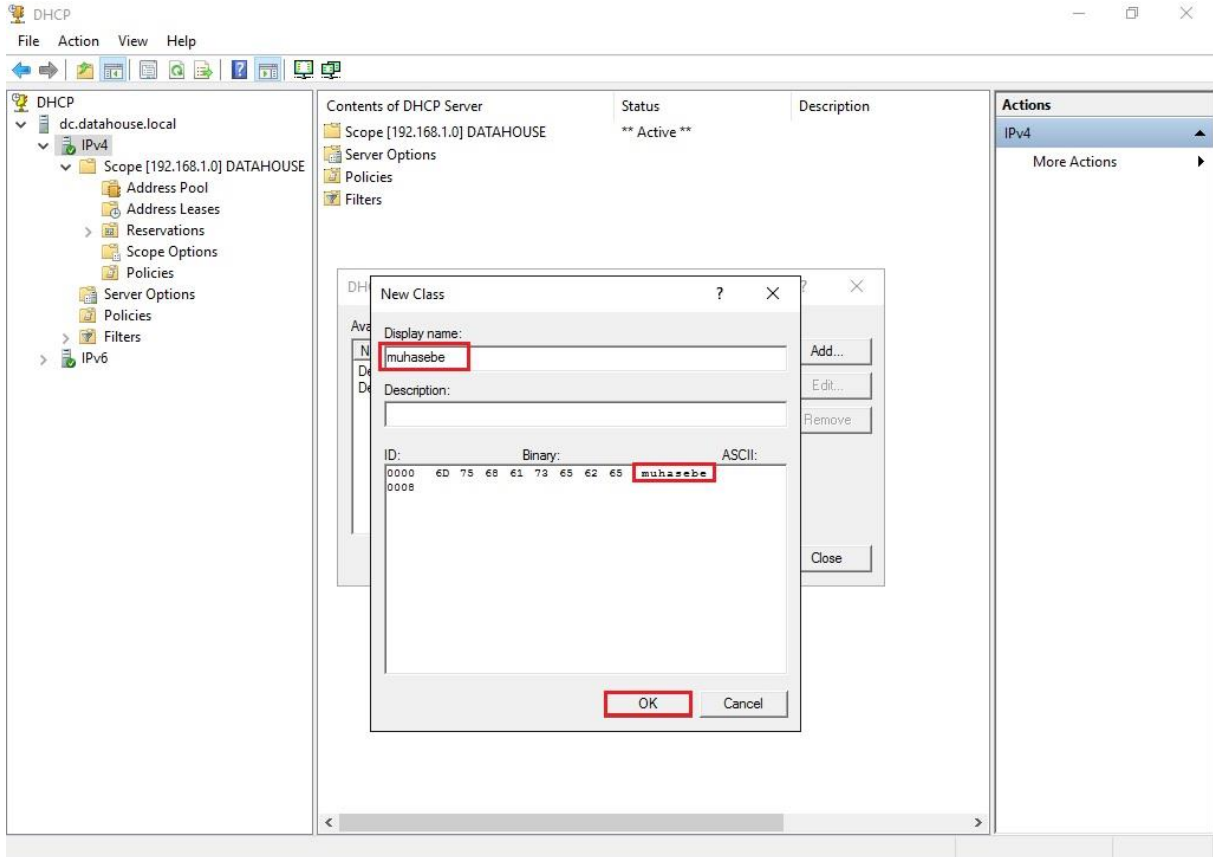 DHCP
File Action View Help
DHCP
dc.datahouse.local
IPv4
Scope [192.168.1.0] DATAHOUSE
Address Pool
Address Leases
Reservations
Scope Options
Policies
Server Options
Policies
Filters
IPv6
Contents of DHCP Server Status Description
Scope [192.168.1.0] DATAHOUSE ** Active **
Server Options
Policies
Filters
Actions
IPv4
More Actions
DH
?
Ava
N
De
De
Add...
Edit...
Remove
Close
New Class ?
Display name:
muhasebe
Description:
ID: Binary: ASCII:
0000 6D 75 68 61 73 65 62 65 muhasebe
0008
OK Cancel